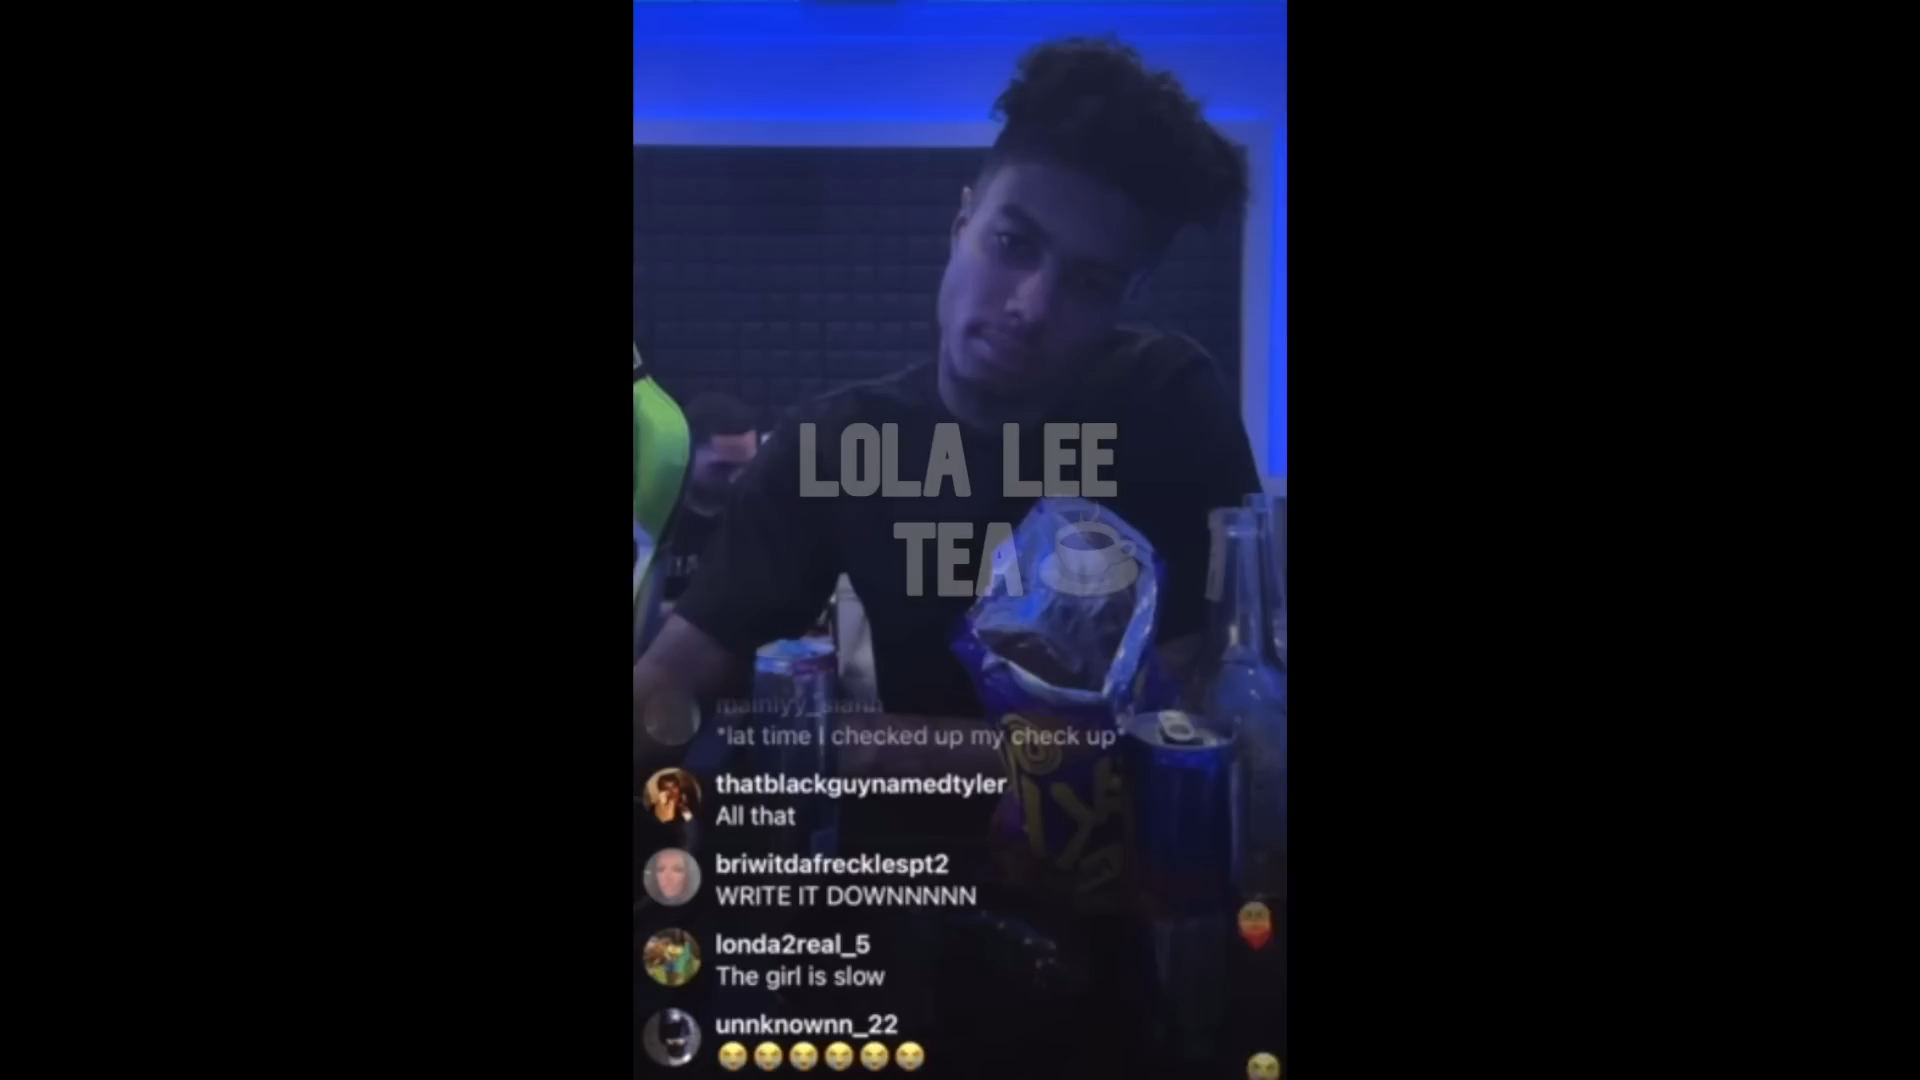 LOLA LEE
TEA
*lat time I checked up my check up*
thatblackguynamedtyler
All that
briwitdafrecklespt2
WRITE IT DOWNNNNN
londa2real_5
The girl is slow
unnknownn_22
😂😂😂😂😂😂